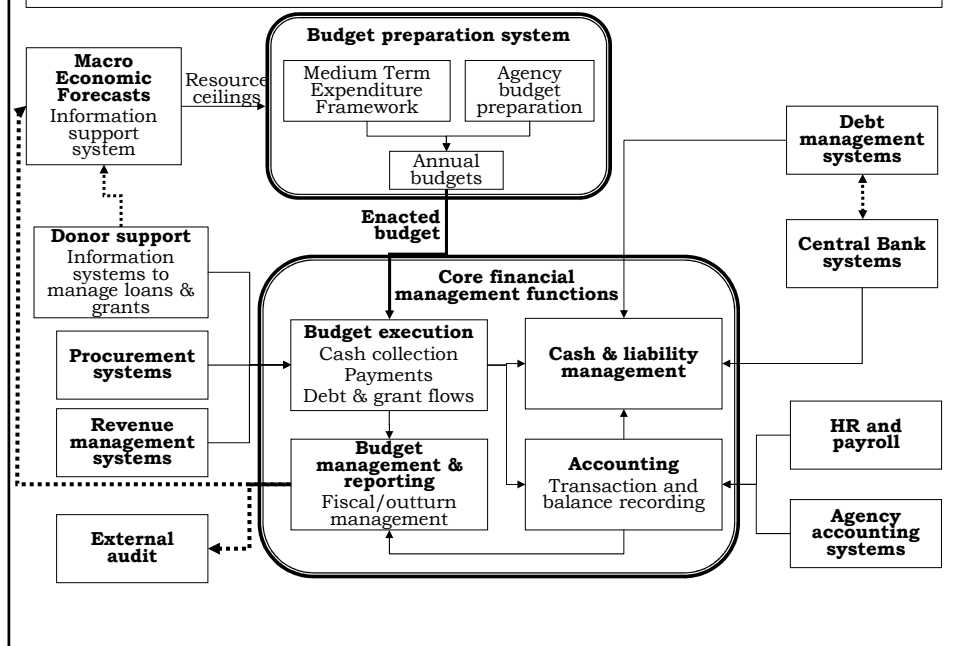 Budget preparation system
Macro
Economic
Forecasts
Information
support
system
Resource
ceilings
Medium Term
Expenditure
Framework
Agency
budget
preparation
Annual
budgets
Debt
management
systems
Enacted
budget
Donor support
Information
systems to
manage loans &
grants
Central Bank
systems
Core financial
management functions
Budget execution
Cash collection
Payments
Debt & grant flows
Cash & liability
management
Procurement
systems
Revenue
management
systems
HR and
payroll
Budget
management &
reporting
Fiscal/outturn
management
Accounting
Transaction and
balance recording
External
audit
Agency
accounting
systems